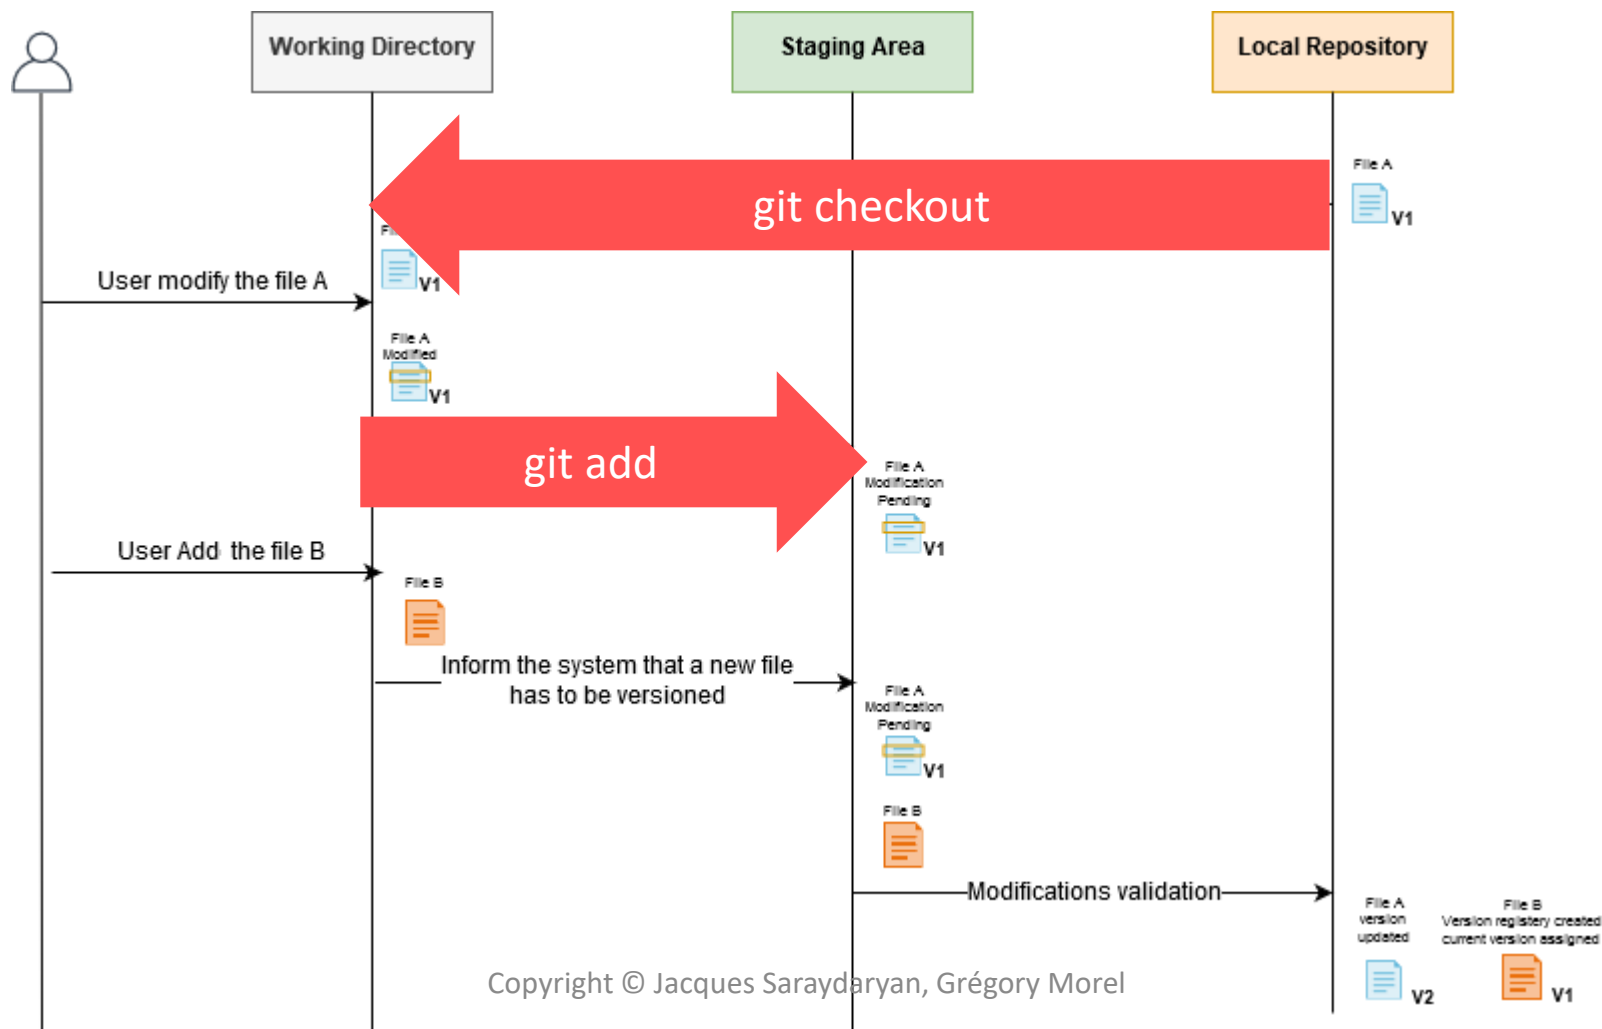 Working Directory
Staging Area
Local Repository
File A
git checkout
V1
V1
User modify the file A
File A
Modified
V1
git add
File A
Modification
Pending
V1
User Add  the file B
File B
Inform the system that a new file
has to be versioned
File A
Modification
Pending
V1
File B
Modifications validation
File A
version
updated
File B
Version registery created
current version assigned
V2
V1
Copyright © Jacques Saraydaryan, Grégory Morel